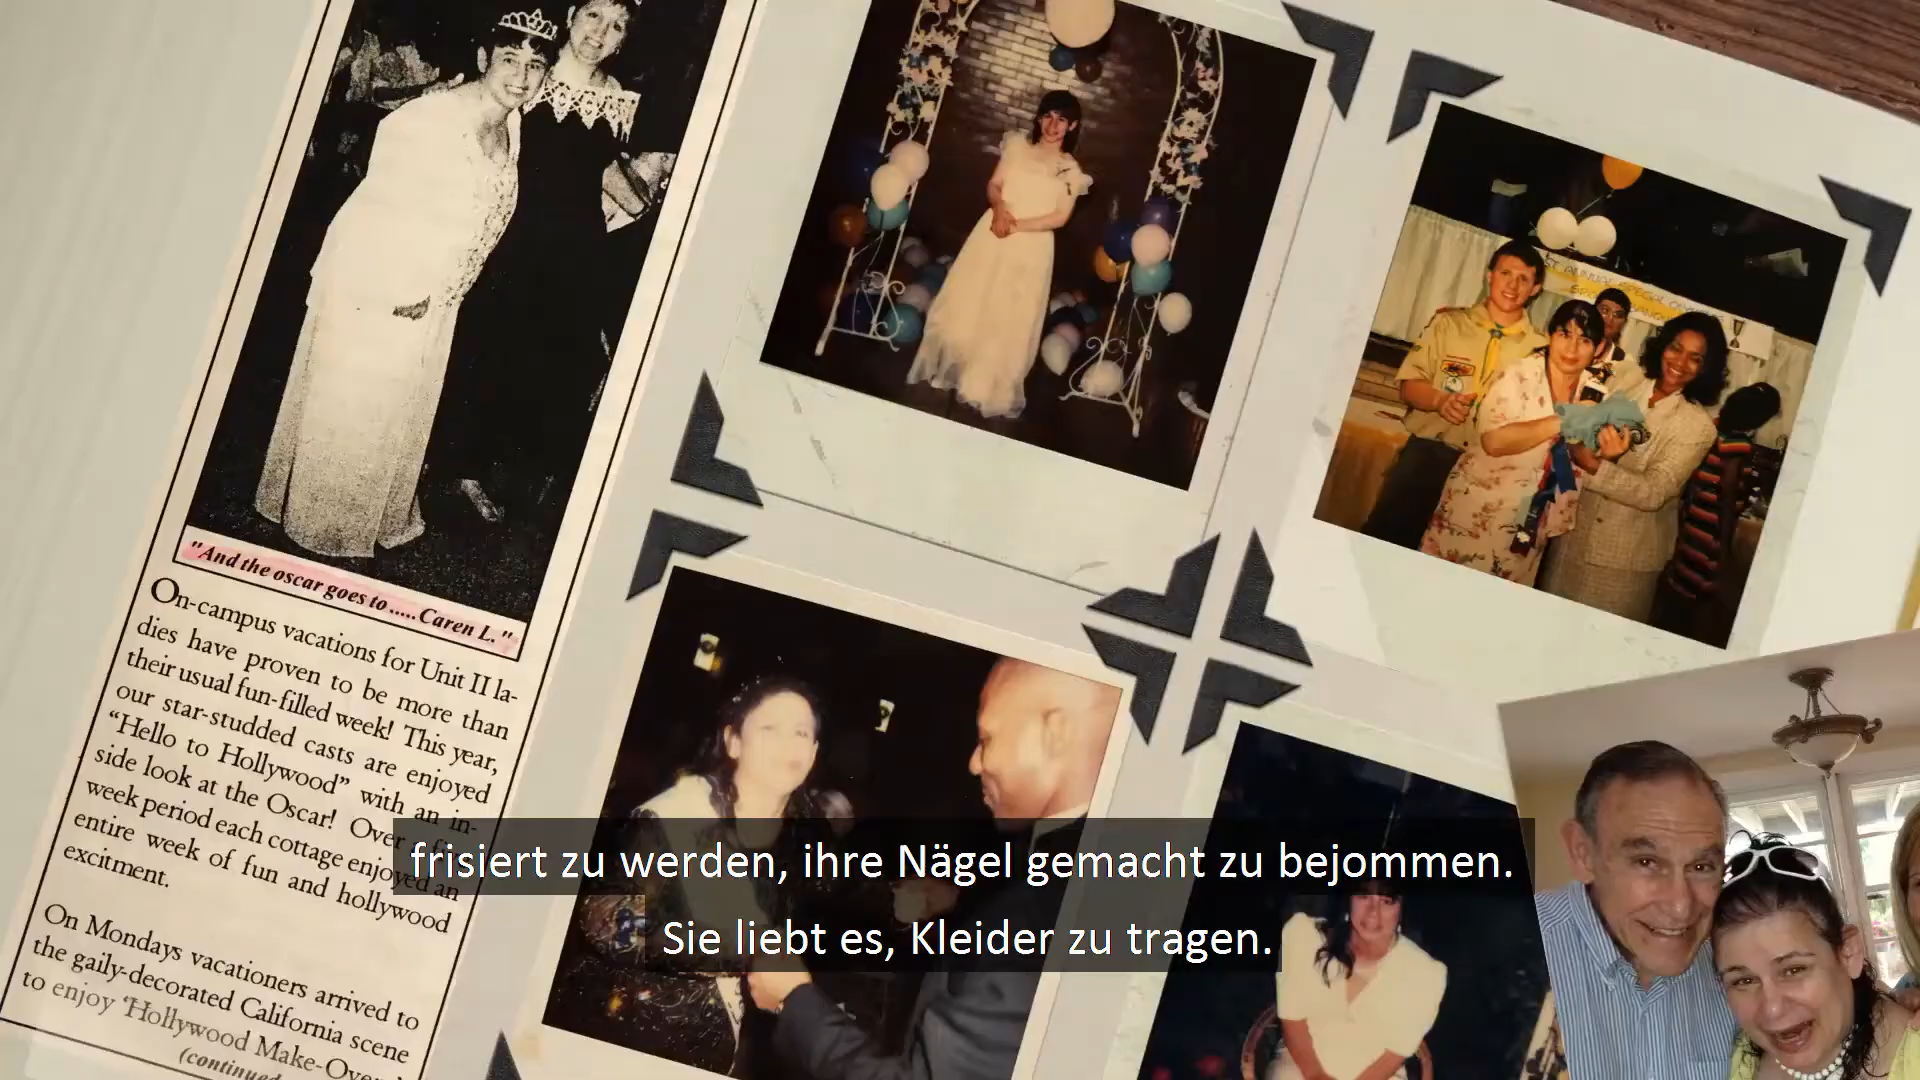 "And the oscar goes to.....Caren L."
On-campus vacations for Unit II la-
dies have proven to be more than
their usual fun-filled week! This year,
our star-studded casts are enjoyed
"Hello to Hollywood" with an in-
side look at the Oscar! Over a
week period each cottage enjoyed an
entire week of fun and hollywood
excitment.
On Mondays vacationers arrived to
the gaily-decorated California scene
to enjoy 'Hollywood Make-Over
(continued
ANNUAL SPECIAL
frisiert zu werden, ihre Nägel gemacht zu bejommen.
Sie liebt es, Kleider zu tragen.